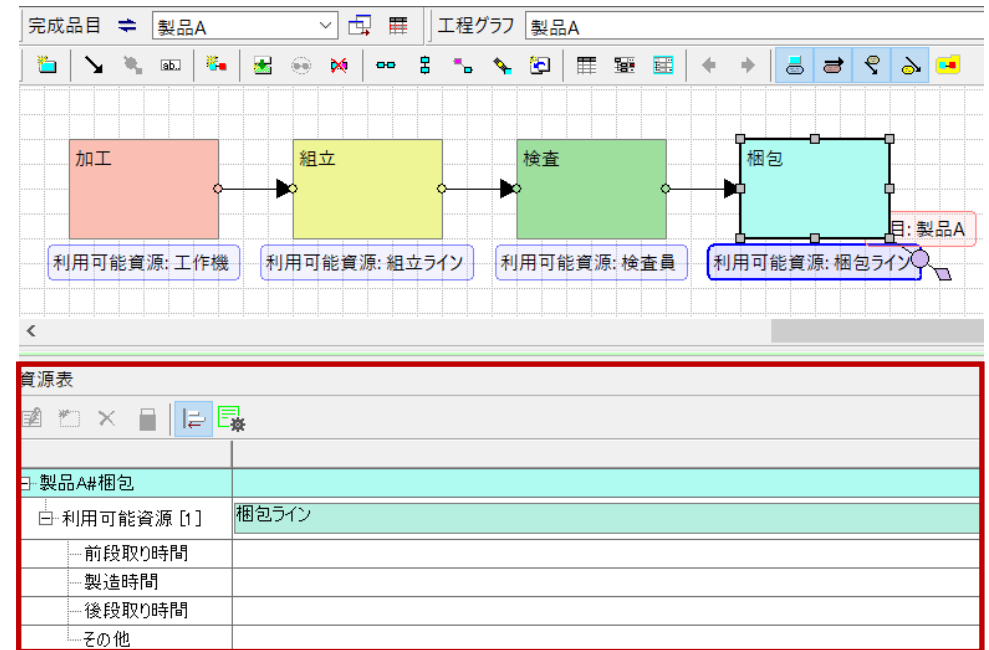 完成品目 製品A 工程グラフ 製品A
ab..
加工 組立 検査 梱包
目: 製品A
利用可能資源: 工作機 利用可能資源: 組立ライン 利用可能資源: 検査員 利用可能資源: 梱包ライン
資源表
製品A#梱包
利用可能資源 [1] 梱包ライン
前段取り時間
製造時間
後段取り時間
その他